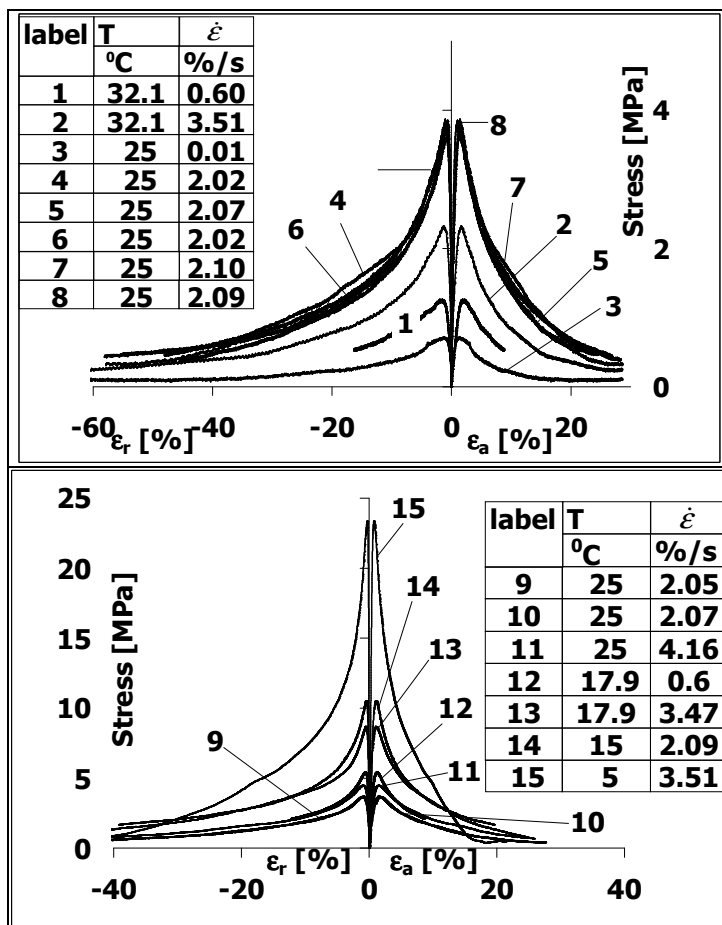 label T ε̇
⁰C %/s
1 32.1 0.60
2 32.1 3.51
3 25 0.01
4 25 2.02
5 25 2.07
6 25 2.02
7 25 2.10
8 25 2.09
8
4
4
7
6
2
2
5
1
3
Stress [MPa]
0
-60 -40 -20 0 20
εr [%] εa [%]
25
20
15
10
5
0
Stress [MPa]
15
14
13
12
9
11
10
label T ε̇
⁰C %/s
9 25 2.05
10 25 2.07
11 25 4.16
12 17.9 0.6
13 17.9 3.47
14 15 2.09
15 5 3.51
εr [%] εa [%]
-40 -20 0 20 40